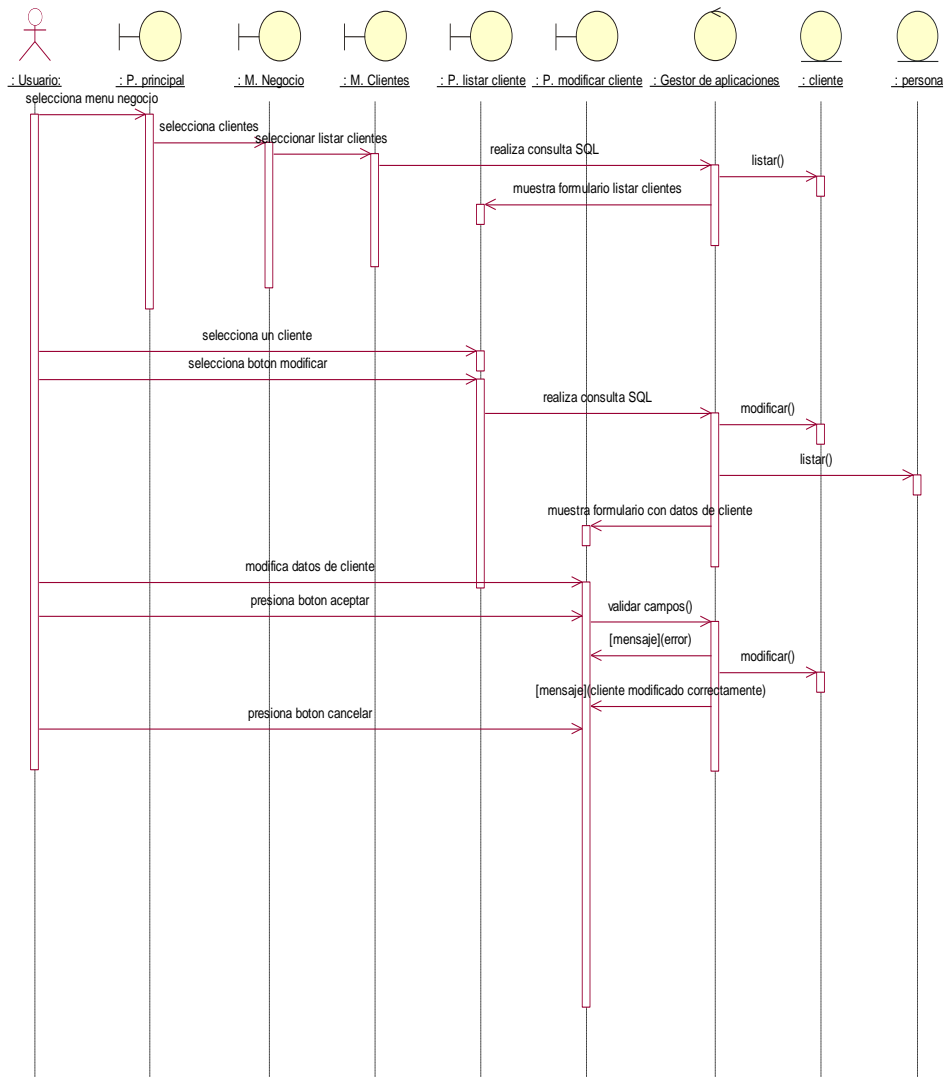 : Usuario:
: P. principal
: M. Negocio
: M. Clientes
: P. listar cliente
: P. modificar cliente
: Gestor de aplicaciones
: cliente
: persona
selecciona menu negocio
selecciona clientes
seleccionar listar clientes
realiza consulta SQL
listar()
muestra formulario listar clientes
selecciona un cliente
selecciona boton modificar
realiza consulta SQL
modificar()
listar()
muestra formulario con datos de cliente
modifica datos de cliente
presiona boton aptar
validar campos()
[mensaje](error)
modificar()
[mensaje](cliente modificado correctamente)
presiona boton cancelar